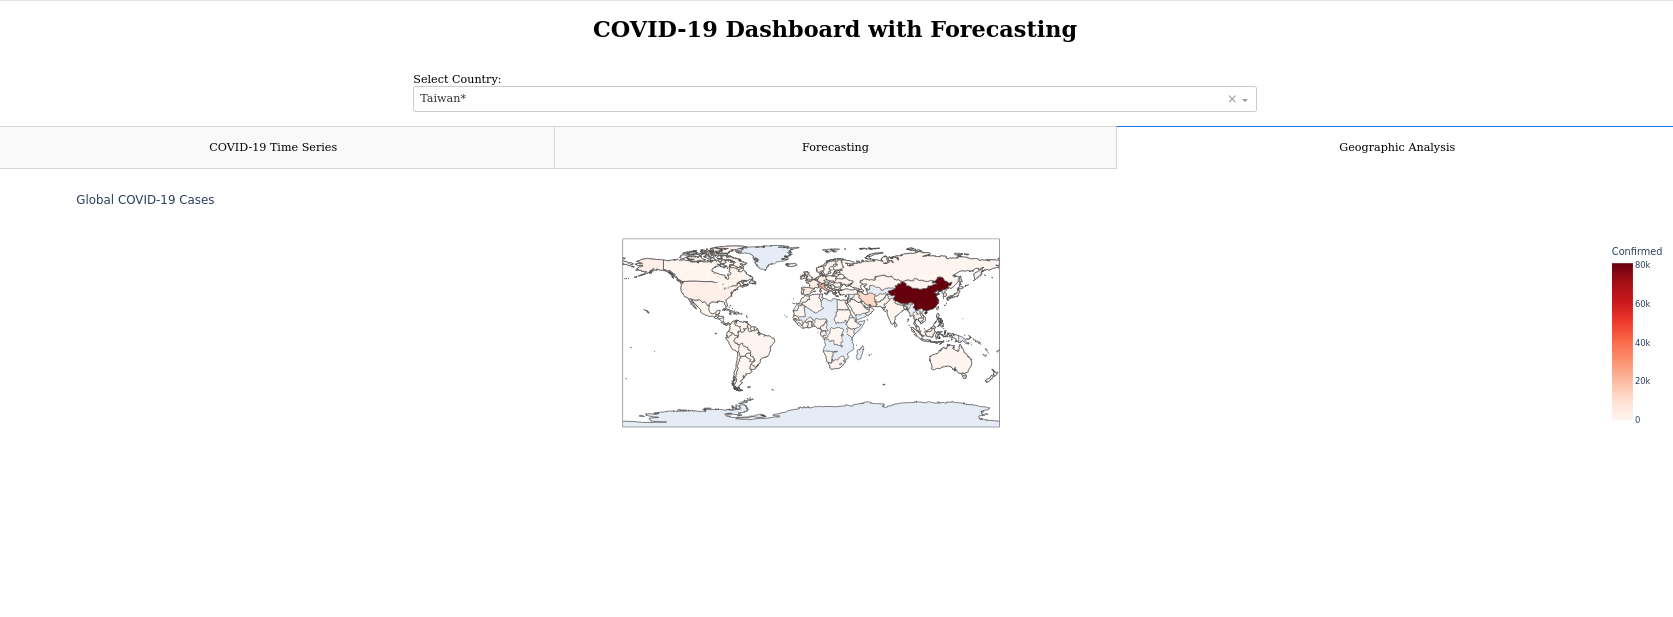 COVID-19 Dashboard with Forecasting
Select Country:
Taiwan*
COVID-19 Time Series
Forecasting
Geographic Analysis
Global COVID-19 Cases
Confirmed
80k
60k
40k
20k
0